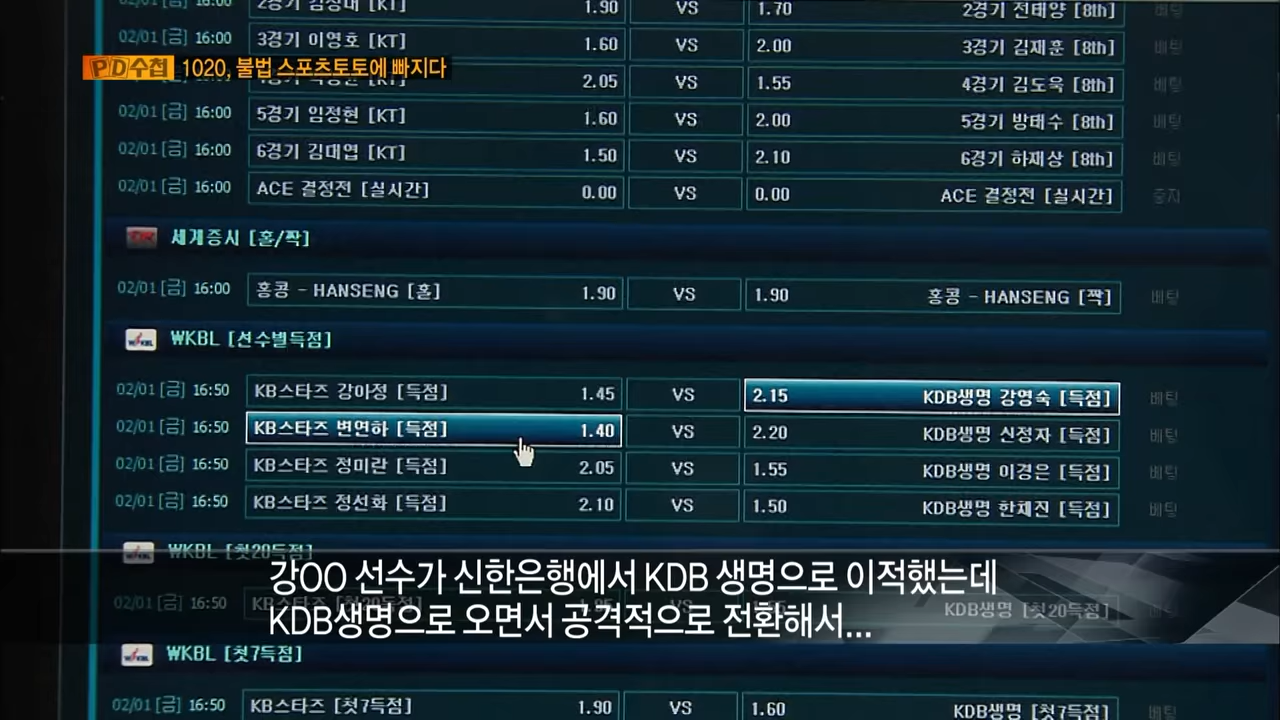 02/01 [금] 16:00 2경기 김성대 [KT] 1.90 VS 1.70 2경기 전태양 [8th] 베팅
02/01 [금] 16:00 3경기 이영호 [KT] 1.60 VS 2.00 3경기 김재훈 [8th] 베팅
PD수첩 1020, 불법 스포츠토토에 빠지다
2.05 VS 1.55 4경기 김도욱 [8th] 베팅
02/01 [금] 16:00 5경기 임정현 [KT] 1.60 VS 2.00 5경기 방태수 [8th] 베팅
02/01 [금] 16:00 6경기 김대엽 [KT] 1.50 VS 2.10 6경기 하재상 [8th] 베팅
02/01 [금] 16:00 ACE 결정전 [실시간] 0.00 VS 0.00 ACE 결정전 [실시간] 중지
세계증시 [홀/짝]
02/01 [금] 16:00 홍콩 - HANSENG [홀] 1.90 VS 1.90 홍콩 - HANSENG [짝] 베팅
WKBL [선수별득점]
02/01 [금] 16:50 KB스타즈 강아정 [득점] 1.45 VS 2.15 KDB생명 강영숙 [득점] 베팅
02/01 [금] 16:50 KB스타즈 변연하 [득점] 1.40 VS 2.20 KDB생명 신정자 [득점] 베팅
02/01 [금] 16:50 KB스타즈 정미란 [득점] 2.05 VS 1.55 KDB생명 이경은 [득점] 베팅
02/01 [금] 16:50 KB스타즈 정선화 [득점] 2.10 VS 1.50 KDB생명 한채진 [득점] 베팅
WKBL [첫20득점]
강OO 선수가 신한은행에서 KDB 생명으로 이적했는데
02/01 [금] 16:50 KDB생명 [첫20득점]
KDB생명으로 오면서 공격적으로 전환해서...
WKBL [첫7득점]
02/01 [금] 16:50 KB스타즈 [첫7득점] 1.90 VS 1.60 KDB생명 [첫7득점] 베팅